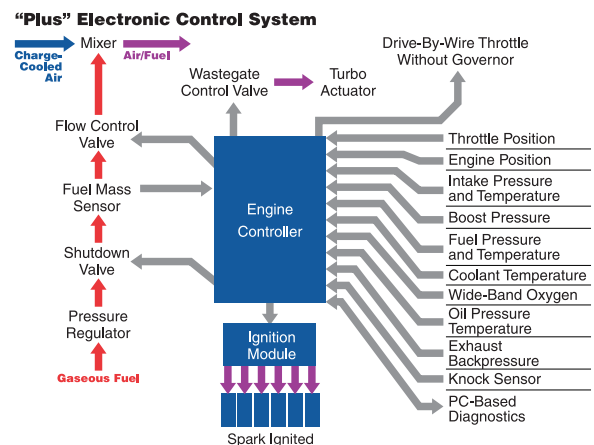 “Plus” Electronic Control System
Charge-
Cooled
Air
Mixer
Air/Fuel
Drive-By-Wire Throttle
Without Governor
Wastegate
Control Valve
Turbo
Actuator
Flow Control
Valve
Fuel Mass
Sensor
Shutdown
Valve
Pressure
Regulator
Gaseous Fuel
Engine
Controller
Ignition
Module
Spark Ignited
Throttle Position
Engine Position
Intake Pressure
and Temperature
Boost Pressure
Fuel Pressure
and Temperature
Coolant Temperature
Wide-Band Oxygen
Oil Pressure
Temperature
Exhaust
Backpressure
Knock Sensor
PC-Based
Diagnostics